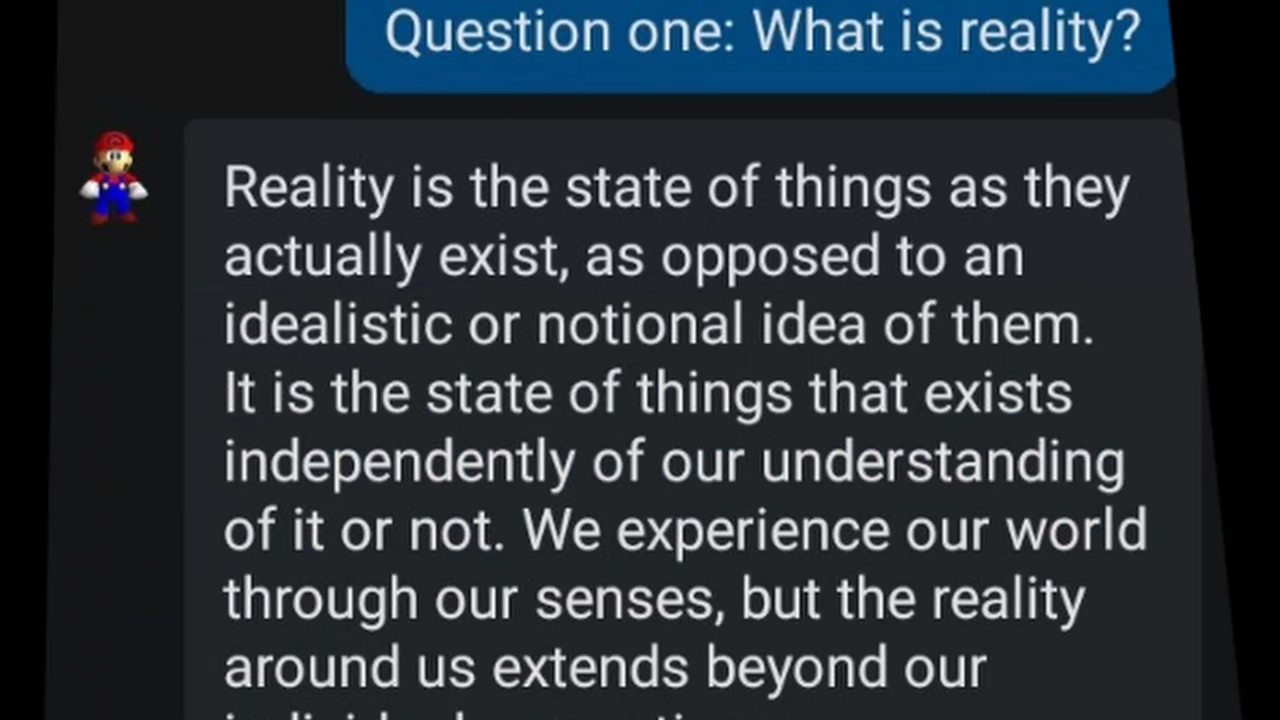 Question one: What is reality?
Reality is the state of things as they
actually exist, as opposed to an
idealistic or notional idea of them.
It is the state of things that exists
independently of our understanding
of it or not. We experience our world
through our senses, but the reality
around us extends beyond our